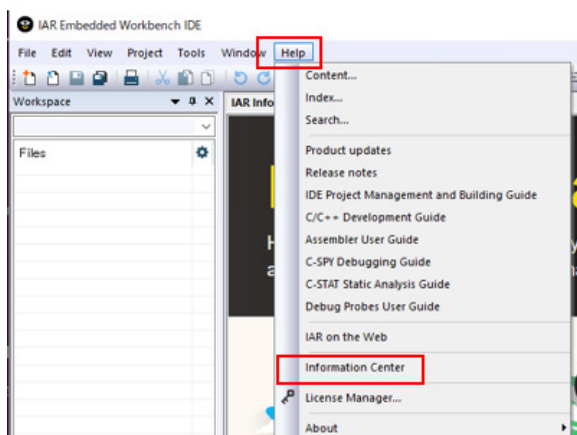 IAR Embedded Workbench IDE
File Edit View Project Tools Window Help
Workspace
IAR Info
Files
Content...
Index...
Search...
Product updates
Release notes
IDE Project Management and Building Guide
C/C++ Development Guide
Assembler User Guide
C-SPY Debugging Guide
C-STAT Static Analysis Guide
Debug Probes User Guide
IAR on the Web
Information Center
License Manager...
About